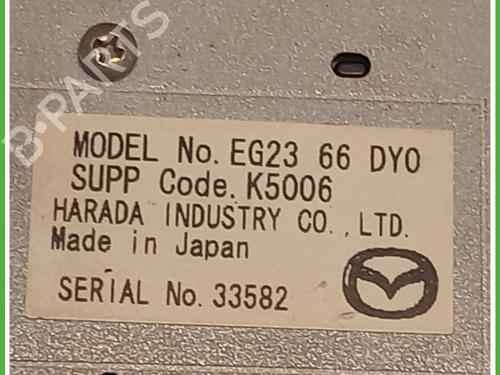 B-PARTS
MODEL No. EG23 66 DY0
SUPP Code. K5006
HARADA INDUSTRY CO., LTD.
Made in Japan
SERIAL No. 33582